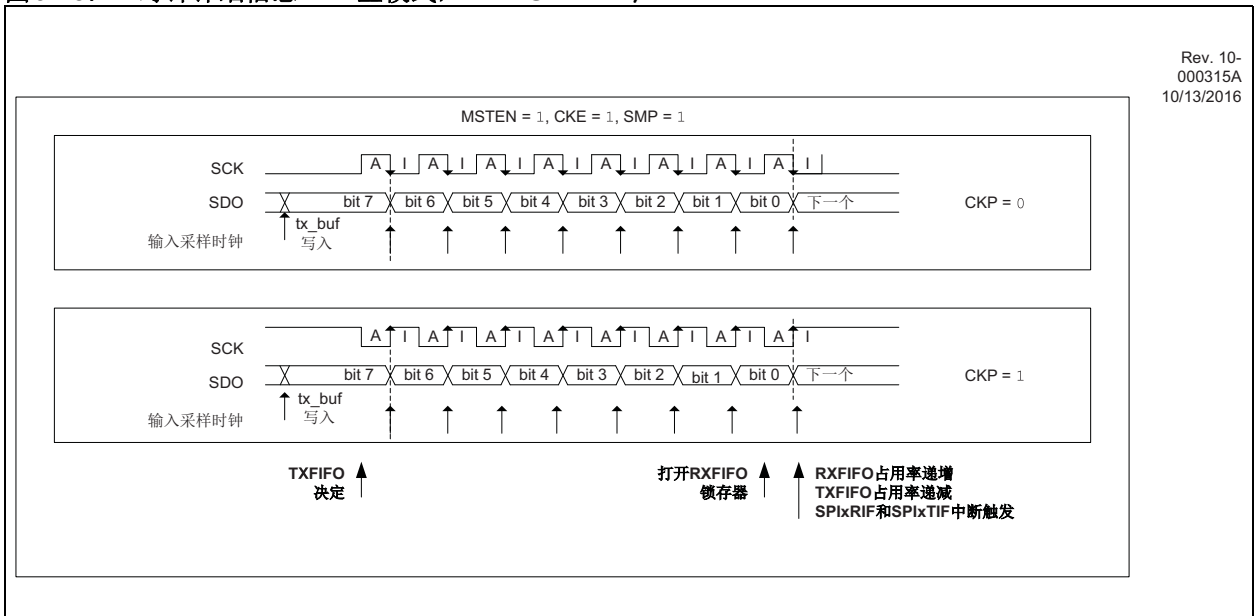 Rev. 10-
000315A
10/13/2016
MSTEN = 1, CKE = 1, SMP = 1
SCK A I A I A I A I A I A I A I A I
SDO bit 7 bit 6 bit 5 bit 4 bit 3 bit 2 bit 1 bit 0 下一个 CKP = 0
tx_buf
输入采样时钟 写入
SCK A I A I A I A I A I A I A I A I
SDO bit 7 bit 6 bit 5 bit 4 bit 3 bit 2 bit 1 bit 0 下一个 CKP = 1
tx_buf
输入采样时钟 写入
TXFIFO
决定
打开RXFIFO
锁存器
RXFIFO占用率递增
TXFIFO占用率递减
SPIxRIF和SPIxTIF中断触发